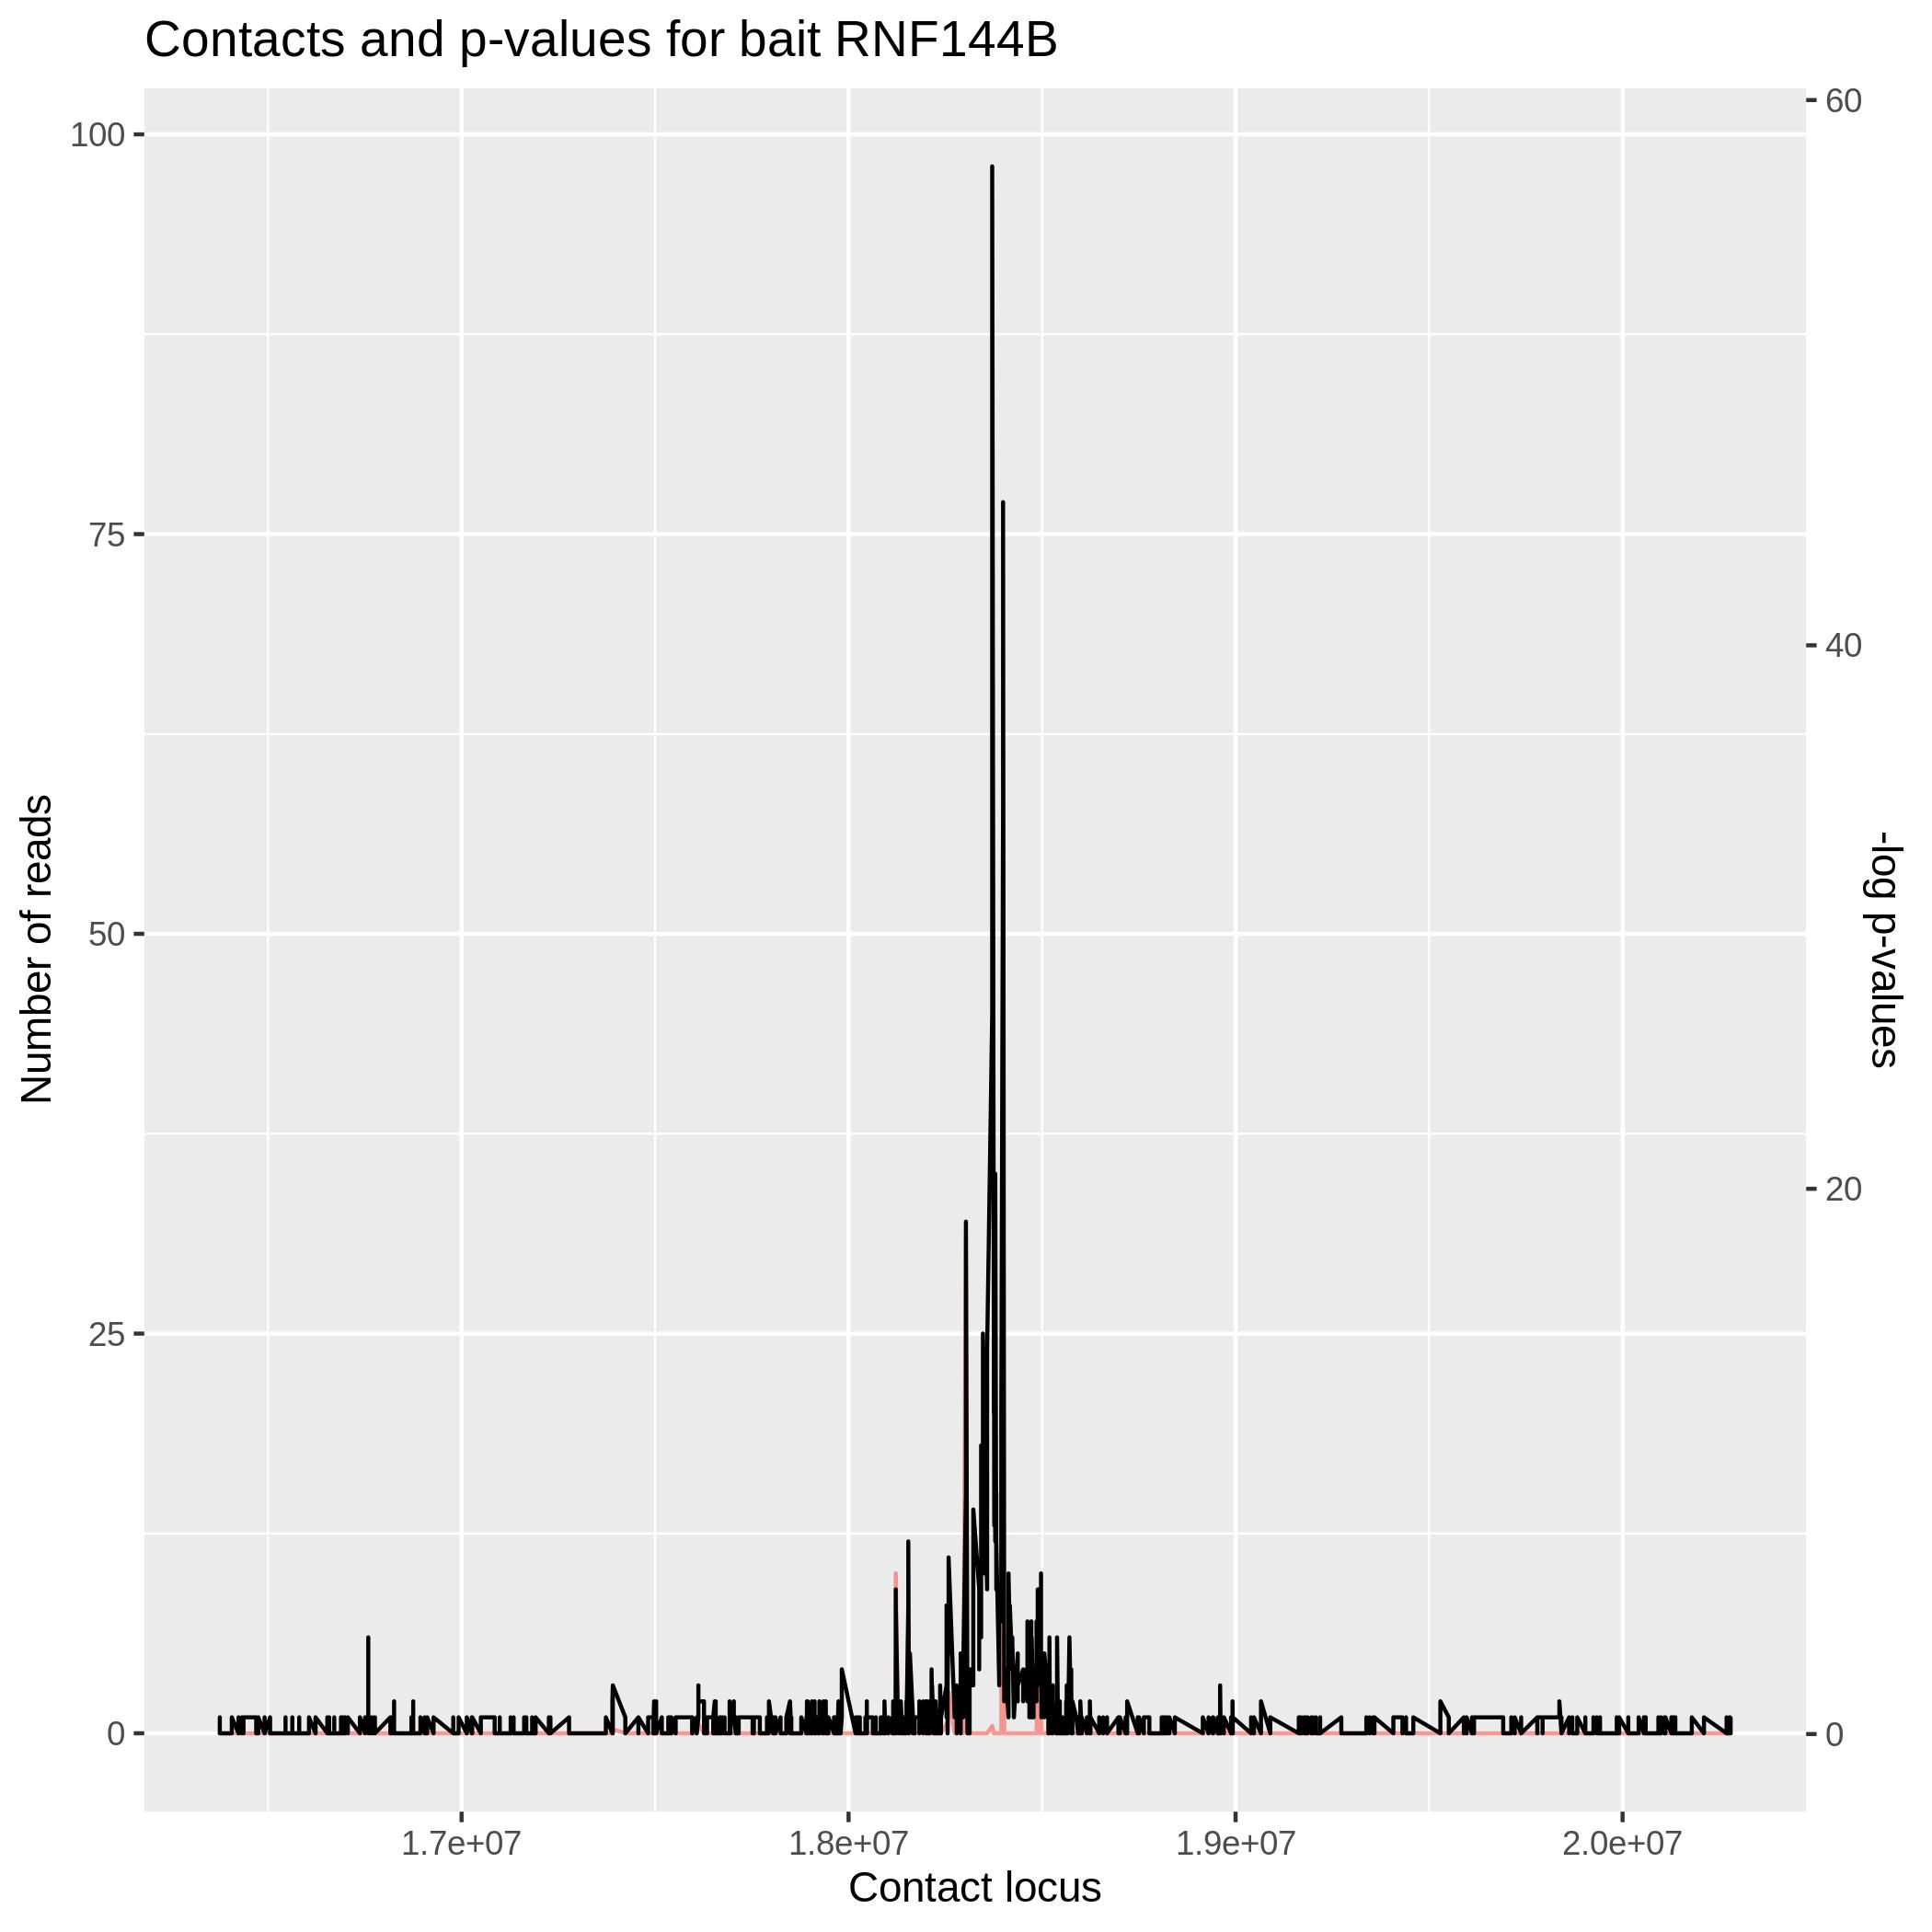 Contacts and p-values for bait RNF144B
100
75
50
25
0
Number of reads
60
40
20
0
-log p-values
1.7e+07
1.8e+07
1.9e+07
2.0e+07
Contact locus